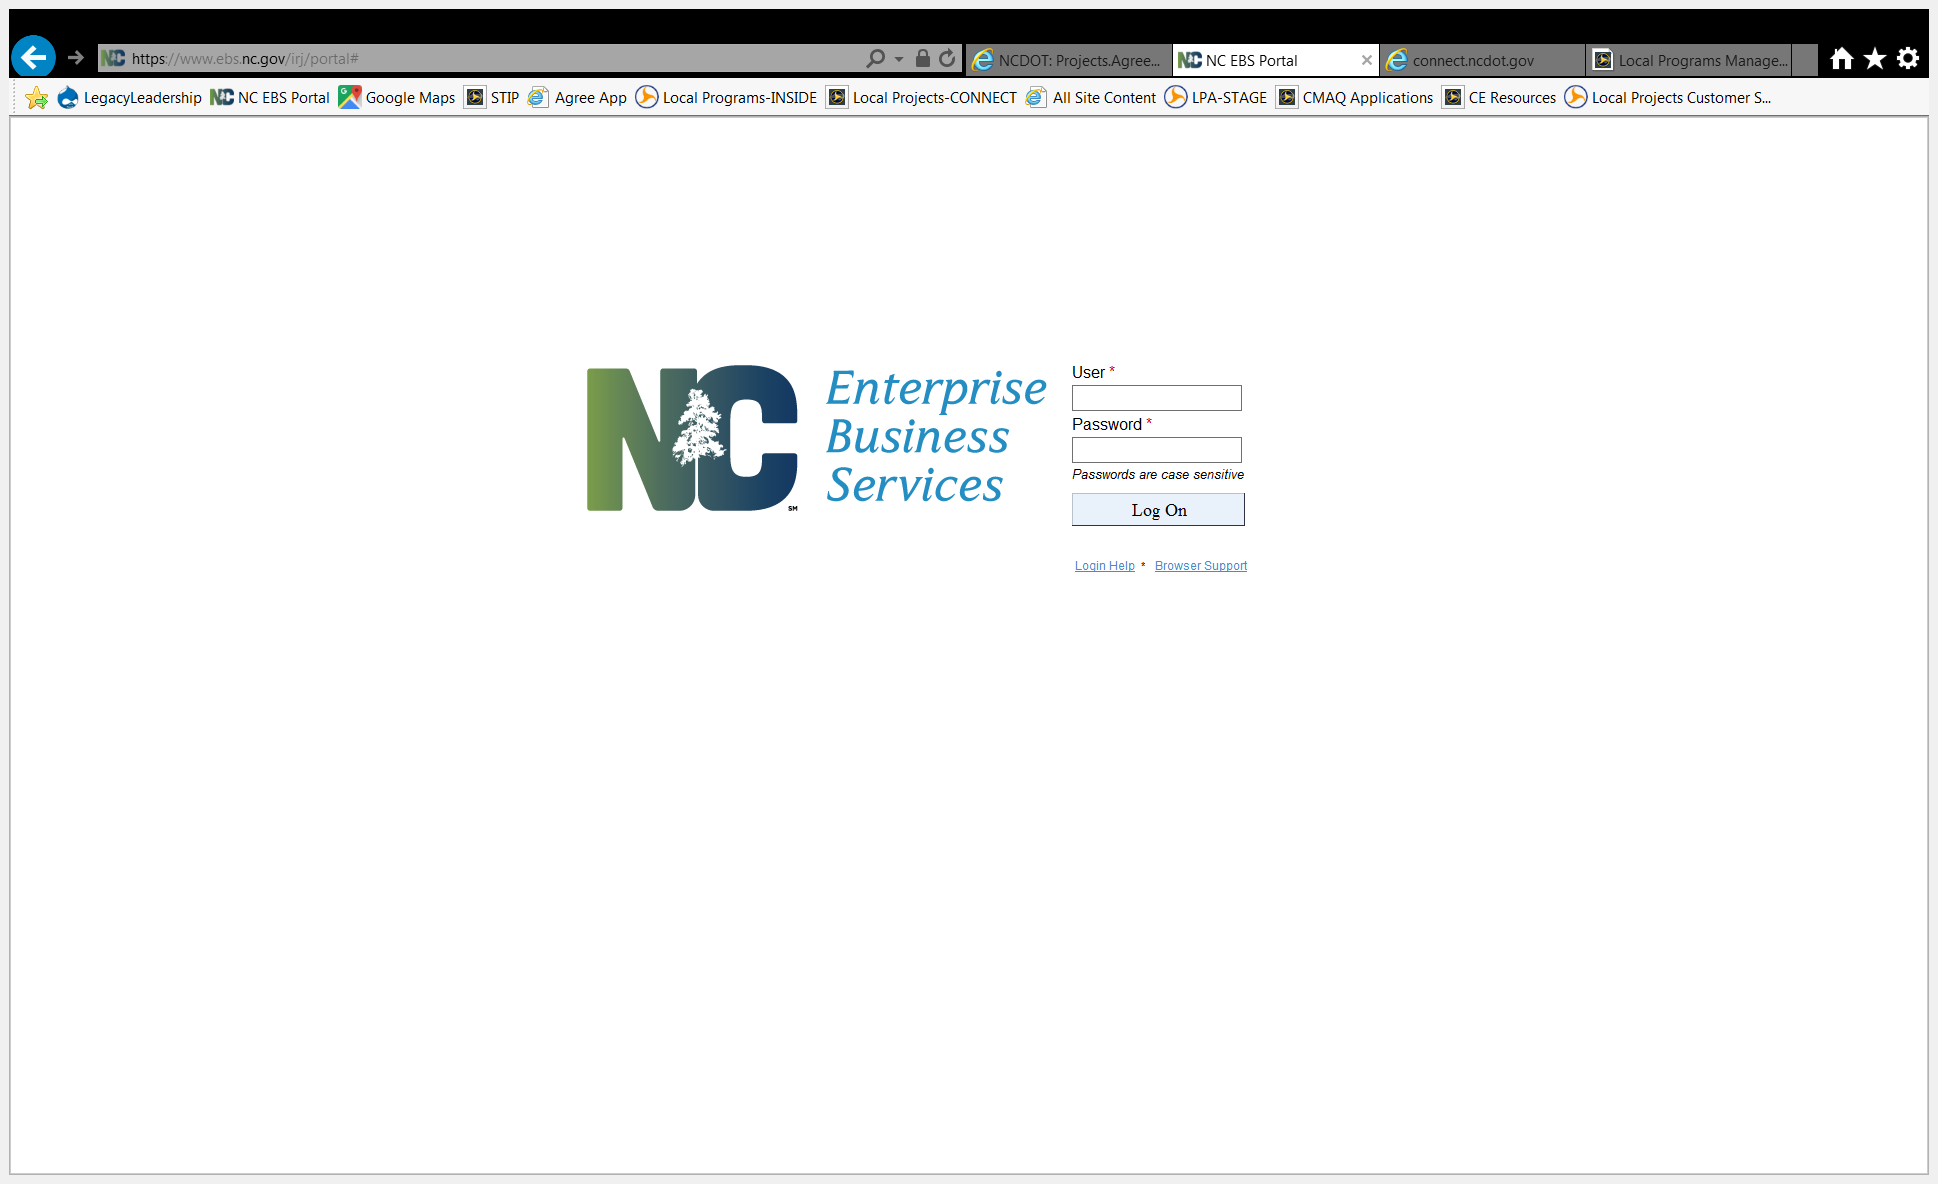 https://www.ebs.nc.gov/irj/portal#
NCDOT: Projects.Agree...
NC EBS Portal
connect.ncdot.gov
Local Programs Manage...
LegacyLeadership
NC EBS Portal
Google Maps
STIP
Agree App
Local Programs-INSIDE
Local Projects-CONNECT
All Site Content
LPA-STAGE
CMAQ Applications
CE Resources
Local Projects Customer S...
NC
SM
Enterprise
Business
Services
User *
Password *
Passwords are case sensitive
Log On
Login Help * Browser Support